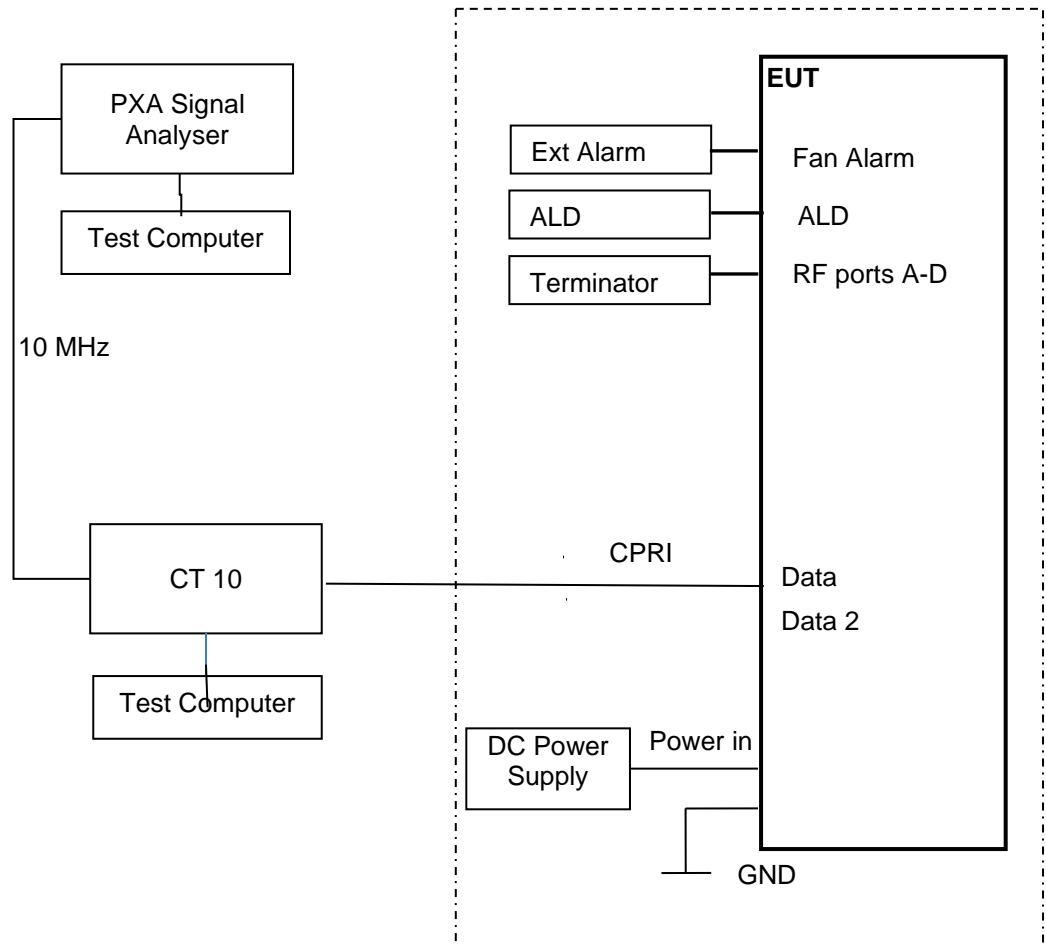 PXA Signal
Analyser
Test Computer
10 MHz
CT 10
Test Computer
EUT
Ext Alarm
Fan Alarm
ALD
ALD
Terminator
RF ports A-D
CPRI
Data
Data 2
DC Power
Supply
Power in
GND